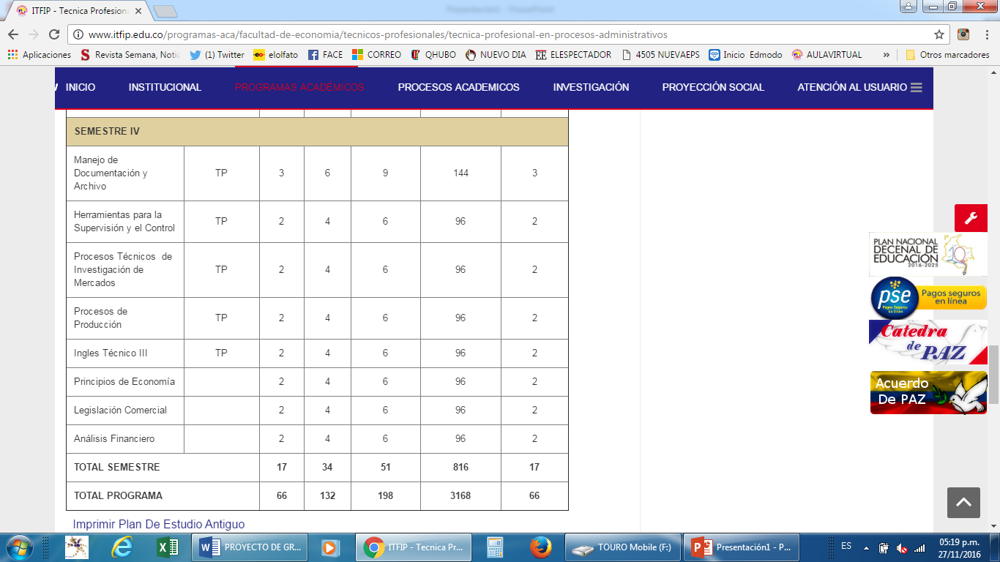 Presentación1 - PowerPoint
ITFIP - Tecnica Profesiona
www.itfip.edu.co/programas-aca/facultad-de-economia/tecnicos-profesionales/tecnica-profesional-en-procesos-administrativos
Aplicaciones Revista Semana, Notic (1) Twitter elolfato FACE CORREO QHUBO NUEVO DIA ELESPECTADOR 4505 NUEVAEPS Inicio Edmodo AULAVIRTUAL » Otros marcadores
INICIO INSTITUCIONAL PROGRAMAS ACADÉMICOS PROCESOS ACADEMICOS INVESTIGACIÓN PROYECCIÓN SOCIAL ATENCIÓN AL USUARIO
SEMESTRE IV
Manejo de
Documentación y TP 3 6 9 144 3
Archivo
Herramientas para la TP 2 4 6 96 2
Supervisión y el Control
Procesos Técnicos de
Investigación de TP 2 4 6 96 2
Mercados
Procesos de TP 2 4 6 96 2
Producción
Ingles Técnico III TP 2 4 6 96 2
Principios de Economía 2 4 6 96 2
Legislación Comercial 2 4 6 96 2
Análisis Financiero 2 4 6 96 2
TOTAL SEMESTRE 17 34 51 816 17
TOTAL PROGRAMA 66 132 198 3168 66
Imprimir Plan De Estudio Antiguo
PLAN NACIONAL
DECENAL DE
EDUCACIÓN
2016-2025
pse
Pagos Seguros
En línea
Pagos seguros
en línea
Catedra
de
PAZ
Acuerdo
De PAZ
PROYECTO DE GR... ITFIP - Tecnica Pr... TOURO Mobile (F:) Presentación1 - P... ES 05:19 p.m.
27/11/2016